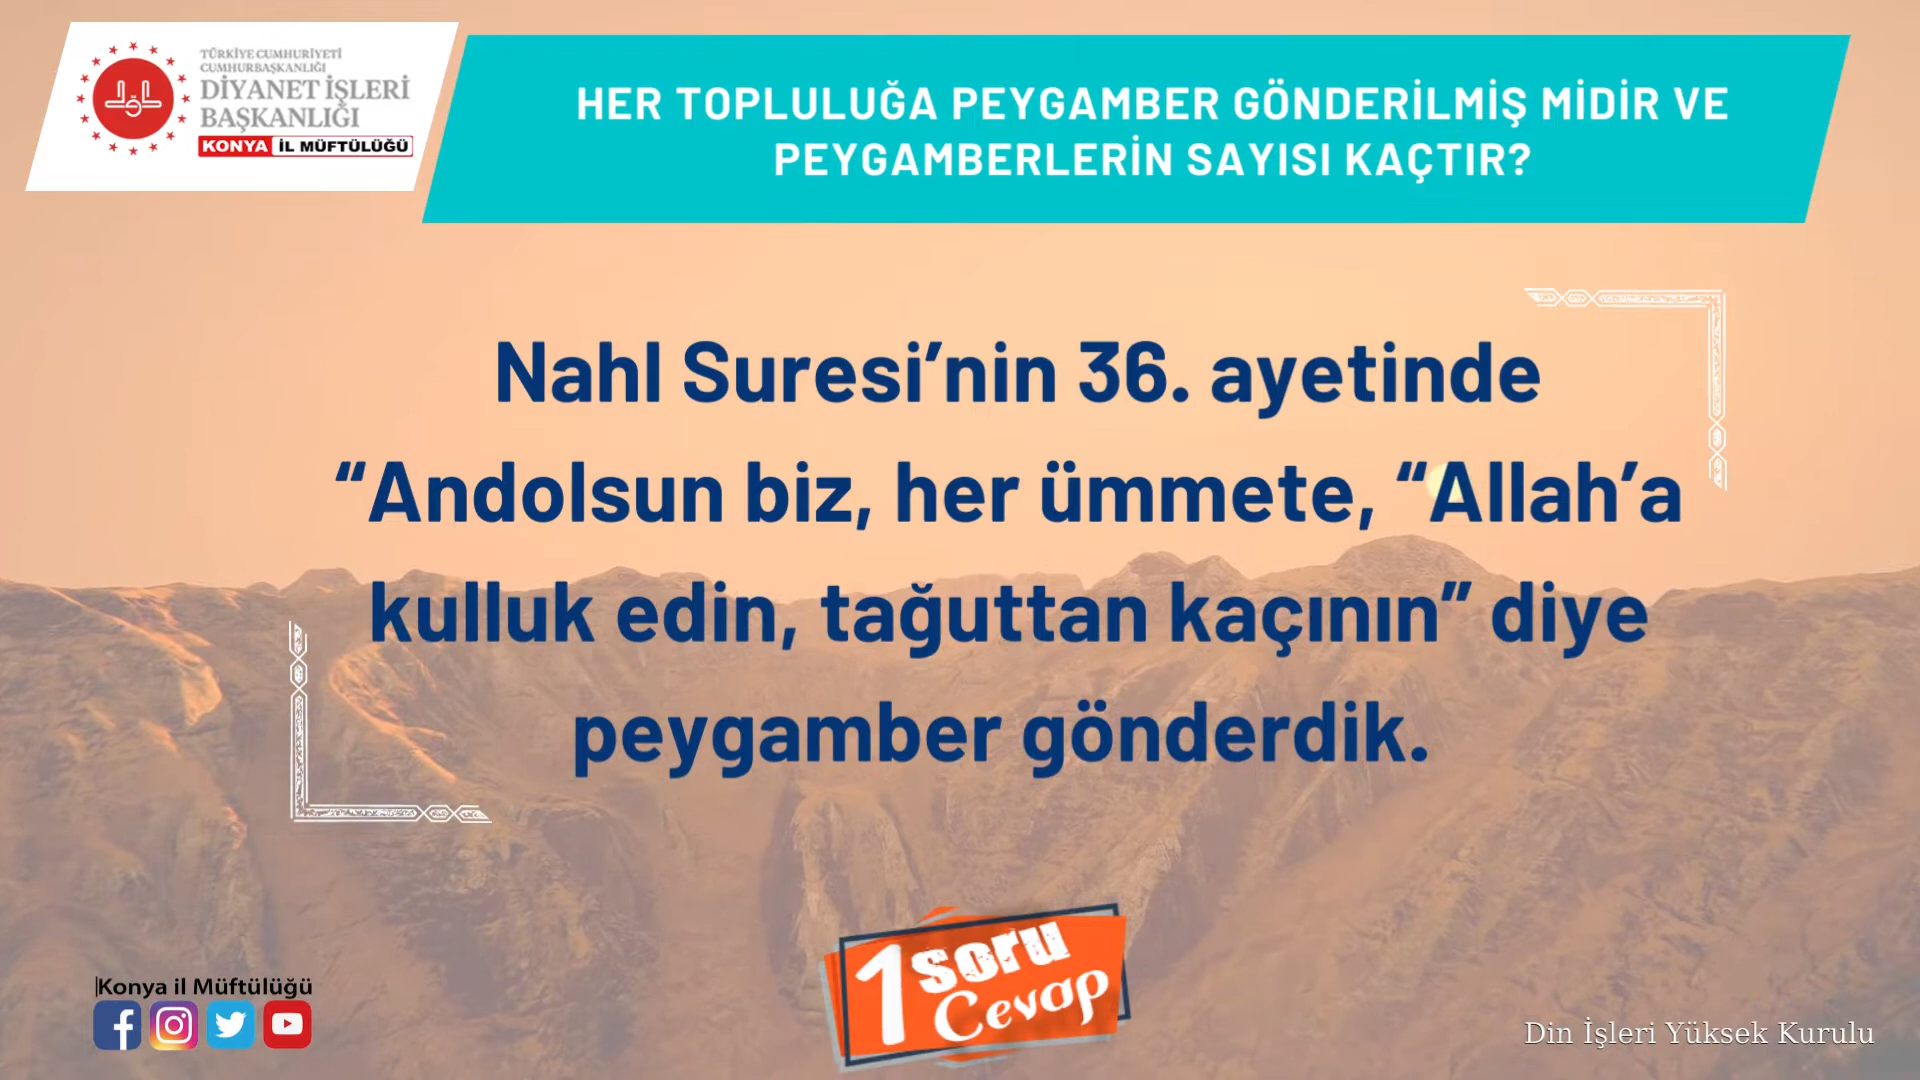 TÜRKİYE CUMHURİYETİ
CUMHURBAŞKANLIĞI
DİYANET İŞLERİ
BAŞKANLIĞI
KONYA İL MÜFTÜLÜĞÜ
HER TOPLULUĞA PEYGAMBER GÖNDERİLMİŞ MİDİR VE
PEYGAMBERLERİN SAYISI KAÇTIR?
Nahl Suresi’nin 36. ayetinde
“Andolsun biz, her ümmete, “Allah’a
kulluk edin, tağuttan kaçının” diye
peygamber gönderdik.
1 soru
Cevap
Konya il Müftülüğü
Din İşleri Yüksek Kurulu